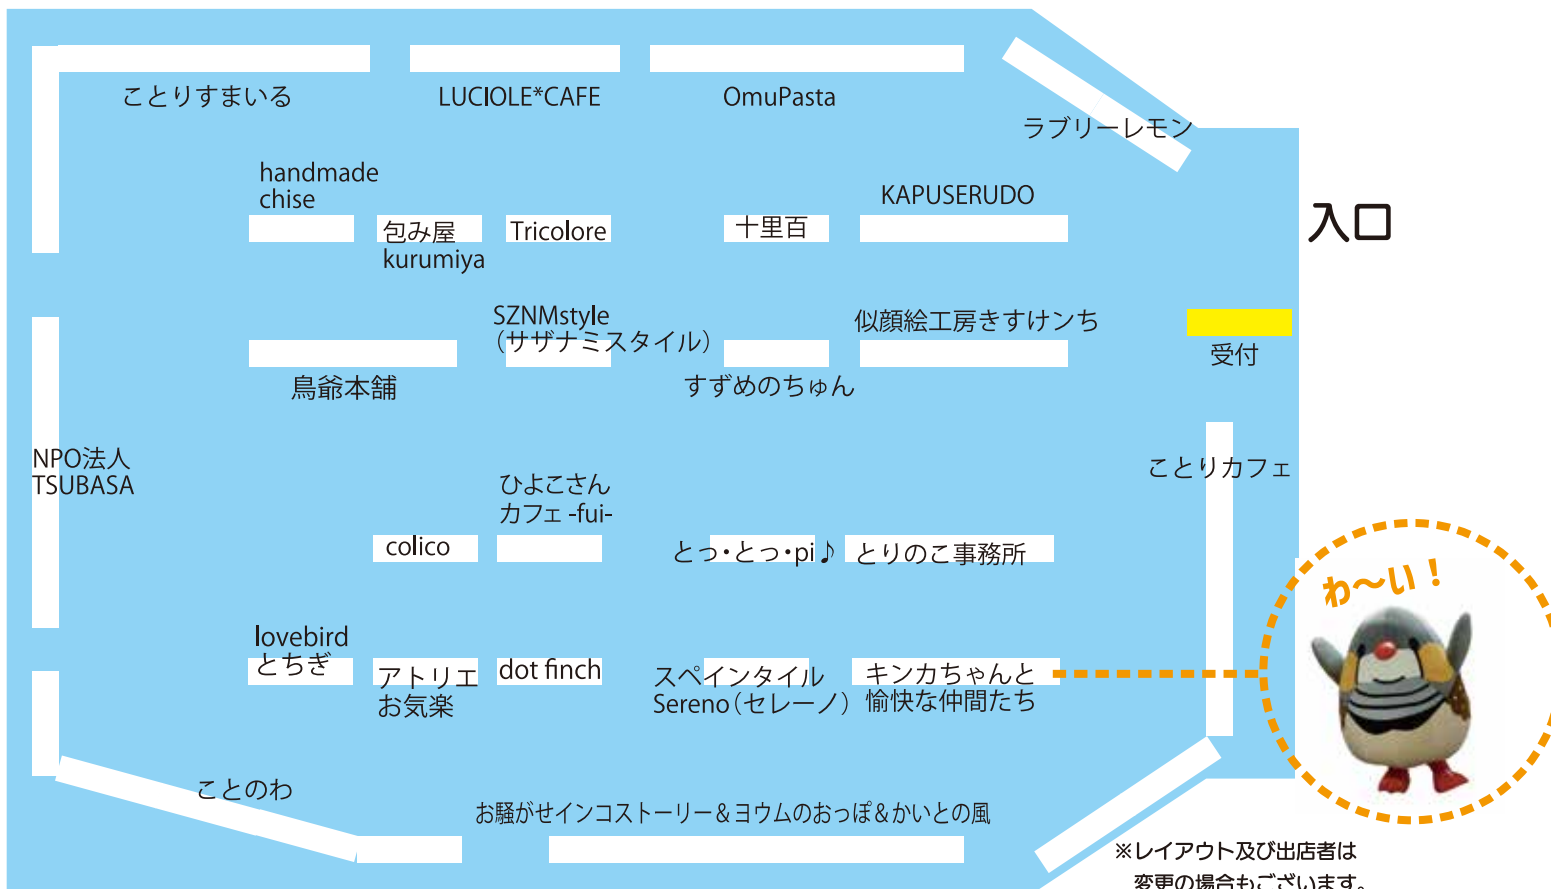 ことりすまいる
LUCIOLE*CAFE
OmuPasta
ラブリーレモン
handmade
chise
包み屋
kurumiya
Tricolore
十里百
KAPUSERUDO
入口
鳥爺本舗
SZNMstyle
（サザナミスタイル）
すずめのちゅん
似顔絵工房きすけンち
受付
NPO法人
TSUBASA
colico
ひよこさん
カフェ -fui-
とっ・とっ・pi♪
とりのこ事務所
ことりカフェ
わ～い！
lovebird
とちぎ
アトリエ
お気楽
dot finch
スペインタイル
Sereno（セレーノ）
キンカちゃんと
愉快な仲間たち
ことのわ
お騒がせインコストーリー＆ヨウムのおっぽ＆かいとの風
※レイアウト及び出店者は
変更の場合もございます。